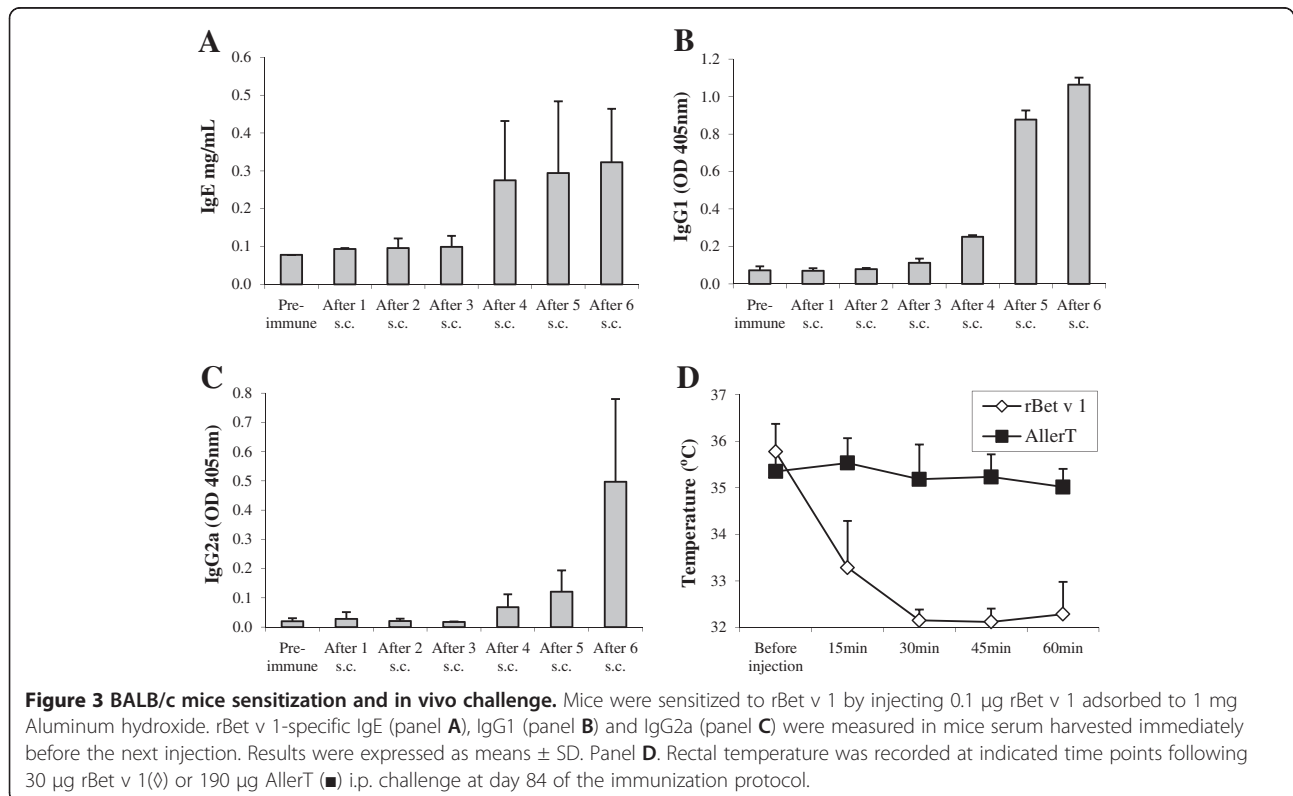 A
IgE mg/mL
0.6
0.5
0.4
0.3
0.2
0.1
0.0
Pre-immune
After 1 s.c.
After 2 s.c.
After 3 s.c.
After 4 s.c.
After 5 s.c.
After 6 s.c.
B
IgG1 (OD 405nm)
1.2
1.0
0.8
0.6
0.4
0.2
0.0
Pre-immune
After 1 s.c.
After 2 s.c.
After 3 s.c.
After 4 s.c.
After 5 s.c.
After 6 s.c.
C
IgG2a (OD 405nm)
0.8
0.7
0.6
0.5
0.4
0.3
0.2
0.1
0.0
Pre-immune
After 1 s.c.
After 2 s.c.
After 3 s.c.
After 4 s.c.
After 5 s.c.
After 6 s.c.
D
Temperature (°C)
37
36
35
34
33
32
rBet v 1
AllerT
Before injection
15min
30min
45min
60min
Figure 3 BALB/c mice sensitization and in vivo challenge. Mice were sensitized to rBet v 1 by injecting 0.1 µg rBet v 1 adsorbed to 1 mg
Aluminum hydroxide. rBet v 1-specific IgE (panel A), IgG1 (panel B) and IgG2a (panel C) were measured in mice serum harvested immediately
before the next injection. Results were expressed as means ± SD. Panel D. Rectal temperature was recorded at indicated time points following
30 µg rBet v 1(◊) or 190 µg AllerT (■) i.p. challenge at day 84 of the immunization protocol.